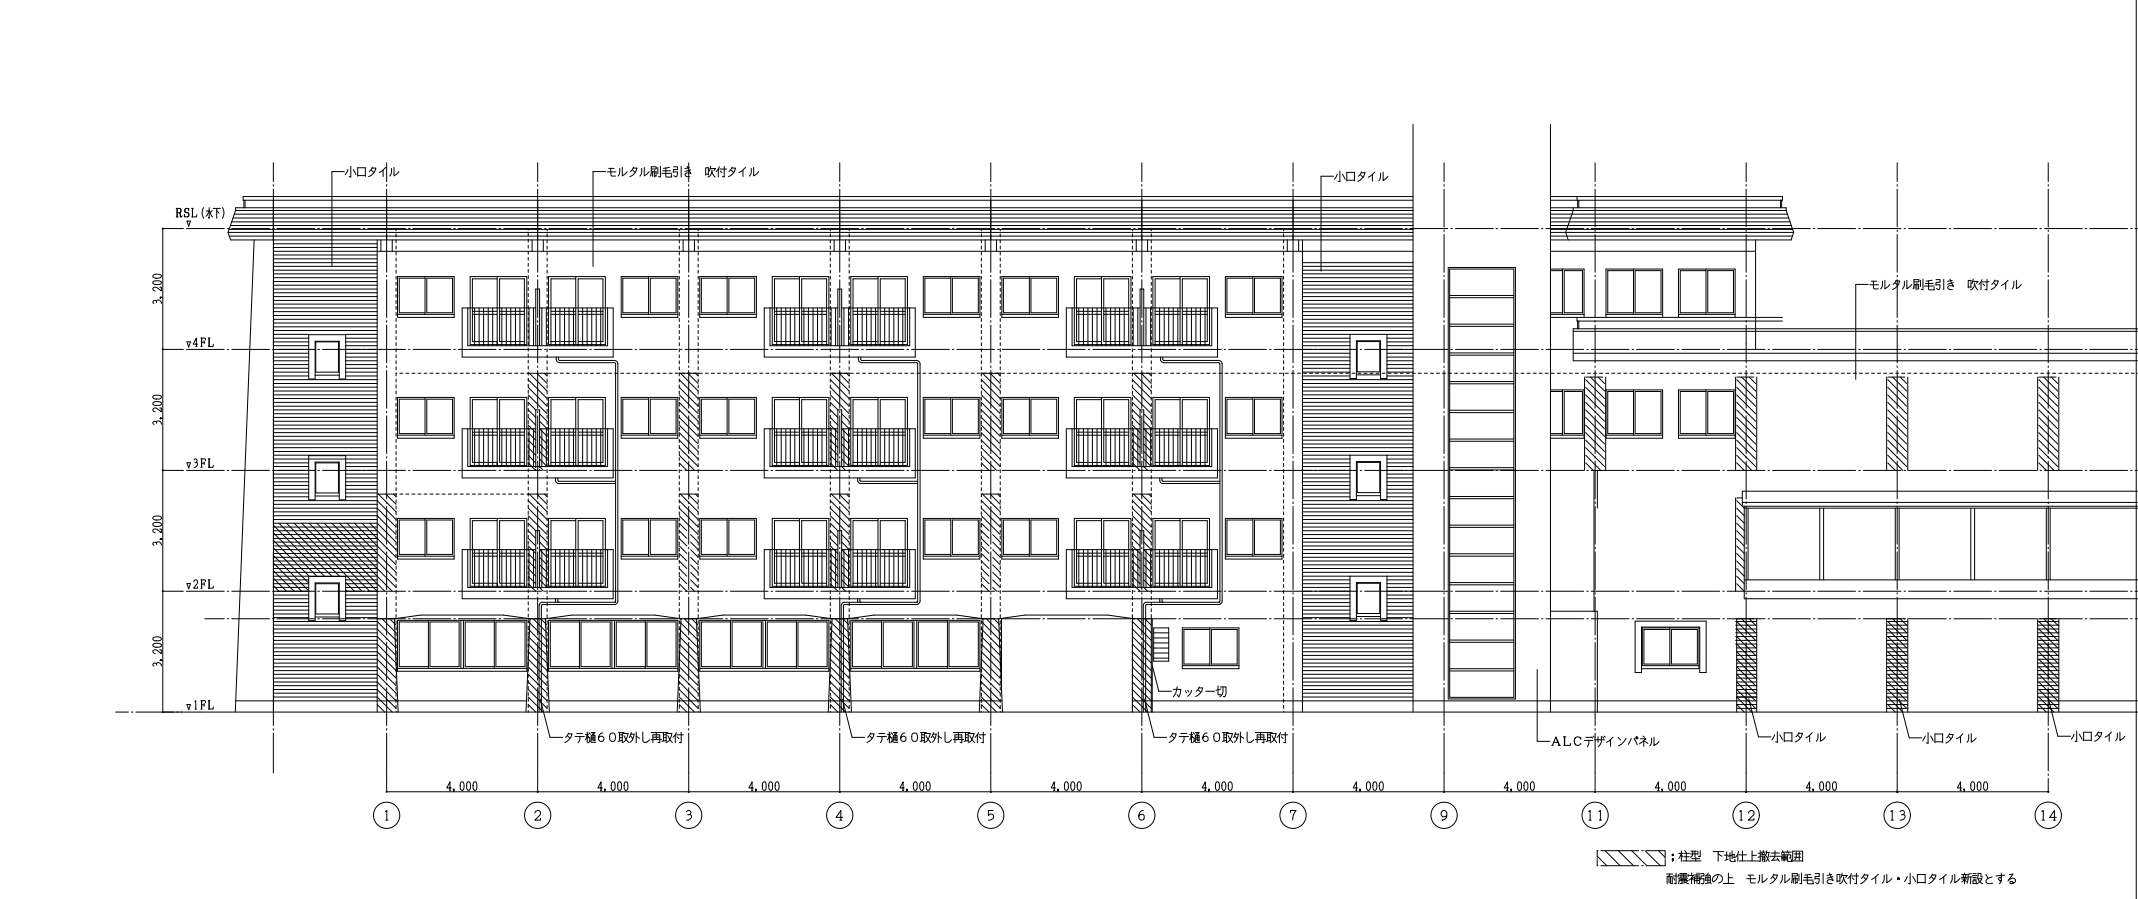 小口タイル
モルタル刷毛引き　吹付タイル
小口タイル
RSL(水下)
3,200
モルタル刷毛引き　吹付タイル
▽4FL
3,200
▽3FL
3,200
▽2FL
3,200
カッター切
▽1FL
タテ樋６０取外し再取付
タテ樋６０取外し再取付
タテ樋６０取外し再取付
ALCデザインパネル
小口タイル
小口タイル
小口タイル
4,000 4,000 4,000 4,000 4,000 4,000 4,000 4,000 4,000 4,000 4,000
1 2 3 4 5 6 7 9 11 12 13 14
；柱型　下地仕上撤去範囲
耐震補強の上　モルタル刷毛引き吹付タイル・小口タイル新設とする